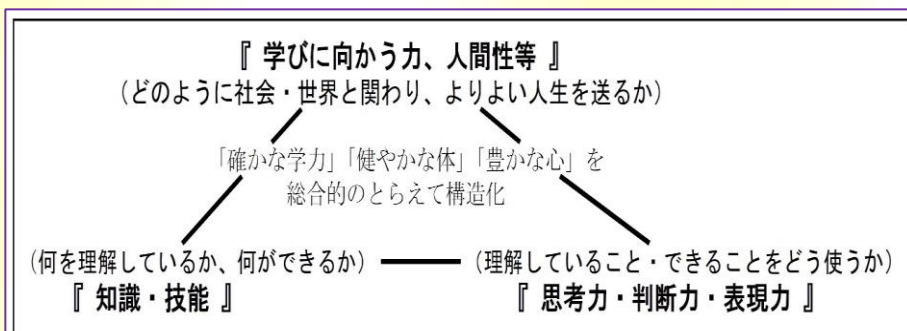 『 学びに向かう力、人間性等 』
(どのように社会・世界と関わり、よりよい人生を送るか)
「確かな学力」「健やかな体」「豊かな心」を
総合的のとらえて構造化
(何を理解しているか、何ができるか)
(理解していること・できることをどう使うか)
『 知識・技能 』
『 思考力・判断力・表現力 』